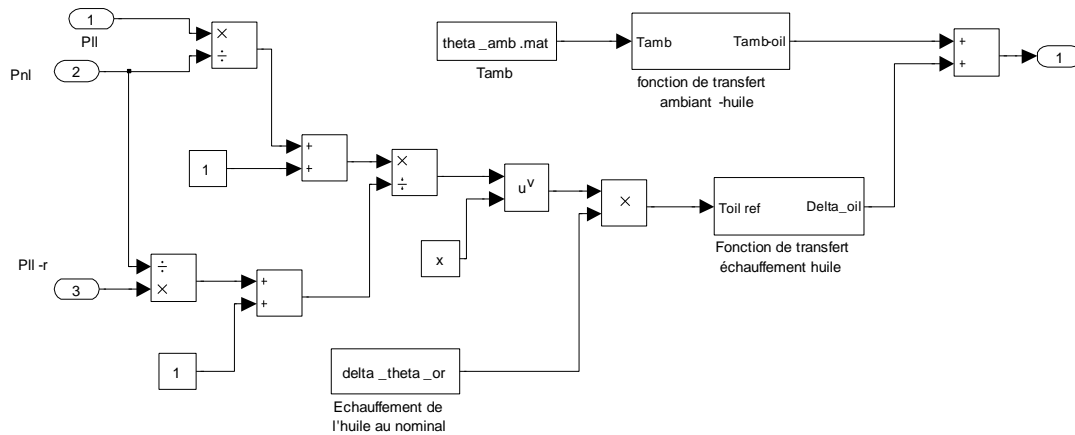 1
Pll
Pnl
2
×
÷
theta _amb .mat
Tamb
Tamb
Tamb-oil
fonction de transfert
ambiant -huile
+
+
1
1
+
+
×
÷
u^v
x
×
Toil ref
Delta_oil
Fonction de transfert
échauffement huile
Pll -r
3
÷
×
+
+
1
delta _theta _or
Echauffement de
l'huile au nominal